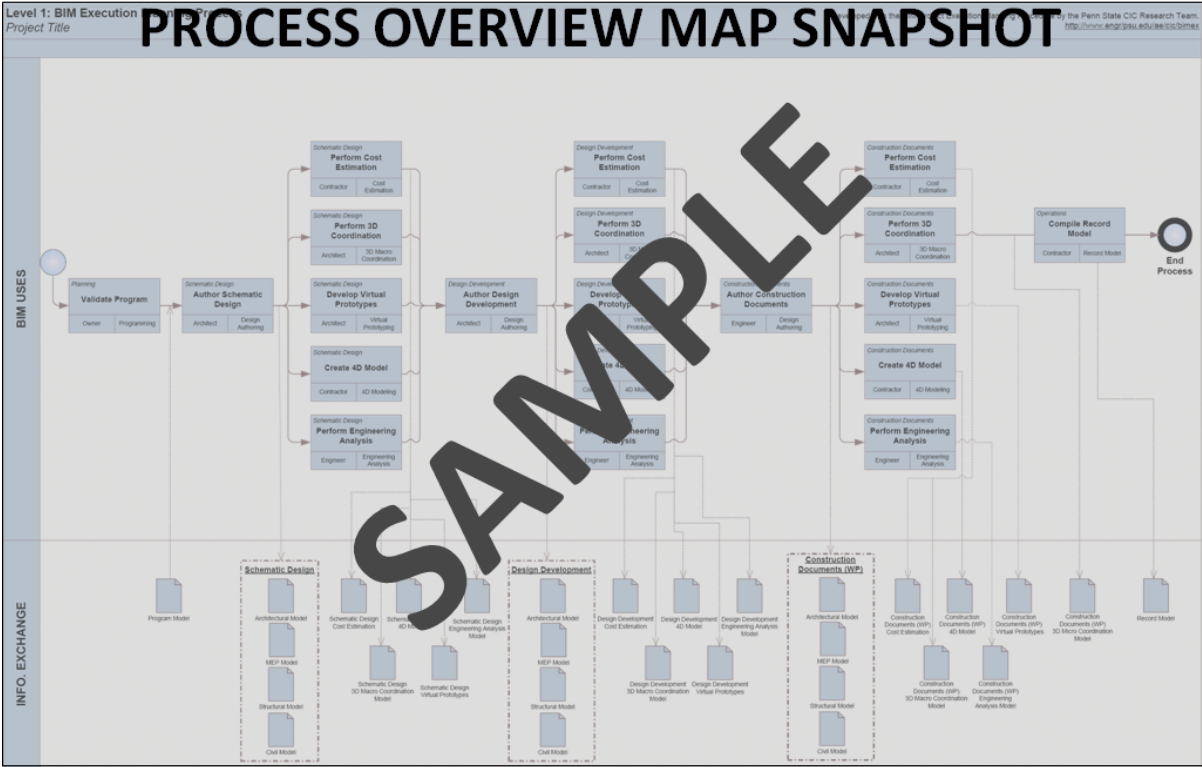 PROCESS OVERVIEW MAP SNAPSHOT
Level 1: BIM Execution
Project Title
by the Penn State CIC Research Team.
http://www.engr/psu.edu/ae/cic/bimex
SAMPLE
BIM USES
Planning
Validate Program
Owner
Programming
Schematic Design
Author Schematic
Design
Architect
Design
Authoring
Schematic Design
Perform Cost
Estimation
Contractor
Cost
Estimation
Schematic Design
Perform 3D
Coordination
Architect
3D Macro
Coordination
Schematic Design
Develop Virtual
Prototypes
Architect
Virtual
Prototyping
Schematic Design
Create 4D Model
Contractor
4D Modeling
Schematic Design
Perform Engineering
Analysis
Engineer
Engineering
Analysis
Design Development
Author Design
Development
Architect
Design
Authoring
Design Development
Perform Cost
Estimation
Contractor
Cost
Estimation
Design Development
Perform 3D
Coordination
Architect
Coordination
Engineer
Engineering
Analysis
Author Construction
Documents
Engineer
Design
Authoring
Construction Documents
Perform Cost
Estimation
Contractor
Cost
Estimation
Construction Documents
Perform 3D
Coordination
Architect
3D Macro
Coordination
Construction Documents
Develop Virtual
Prototypes
Architect
Virtual
Prototyping
Construction Documents
Create 4D Model
Contractor
4D Modeling
Construction Documents
Perform Engineering
Analysis
Engineer
Engineering
Analysis
Operations
Compile Record
Model
Contractor
Record Model
End
Process
INFO. EXCHANGE
Program Model
Schematic Design
Architectural Model
MEP Model
Structural Model
Civil Model
Schematic Design
Cost Estimation
Schematic Design
3D Macro Coordination
Model
Schematic Design
Virtual Prototypes
Schematic Design
Engineering Analysis
Model
Design Development
Architectural Model
MEP Model
Structural Model
Civil Model
Design Development
Cost Estimation
Design Development
3D Macro Coordination
Model
Design Development
4D Model
Design Development
Virtual Prototypes
Design Development
Engineering Analysis
Model
Construction
Documents (WP)
Architectural Model
MEP Model
Structural Model
Civil Model
Construction
Documents (WP)
Cost Estimation
Construction
Documents (WP)
3D Macro Coordination
Model
Construction
Documents (WP)
4D Model
Construction
Documents (WP)
Engineering
Analysis Model
Construction
Documents (WP)
Virtual Prototypes
Construction
Documents (WP)
3D Micro Coordination
Model
Record Model